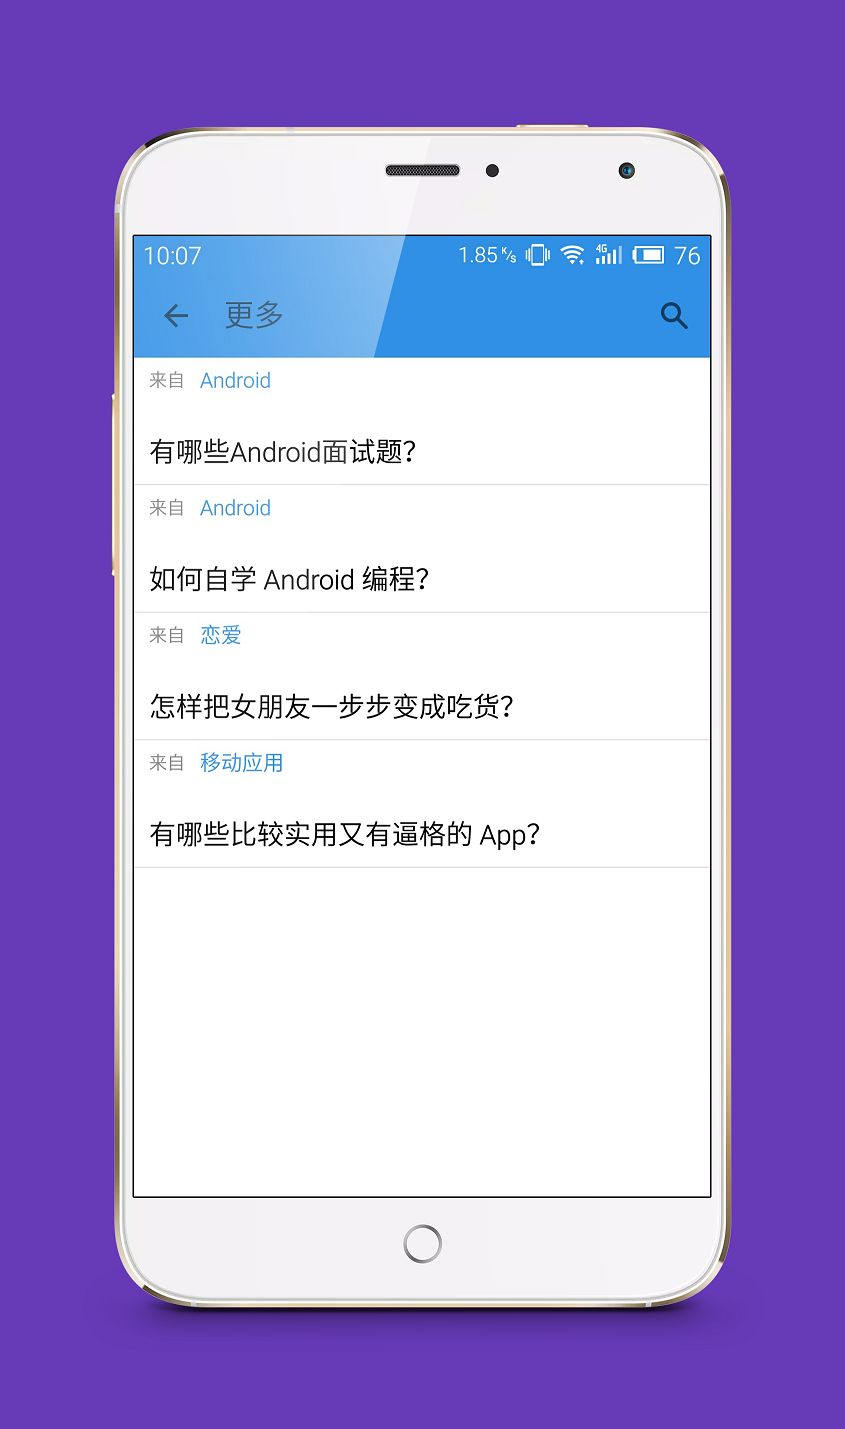 10:07 1.85 K/s 4G 76
更多
来自 Android
有哪些Android面试题?
来自 Android
如何自学 Android 编程?
来自 恋爱
怎样把女朋友一步步变成吃货?
来自 移动应用
有哪些比较实用又有逼格的 App?